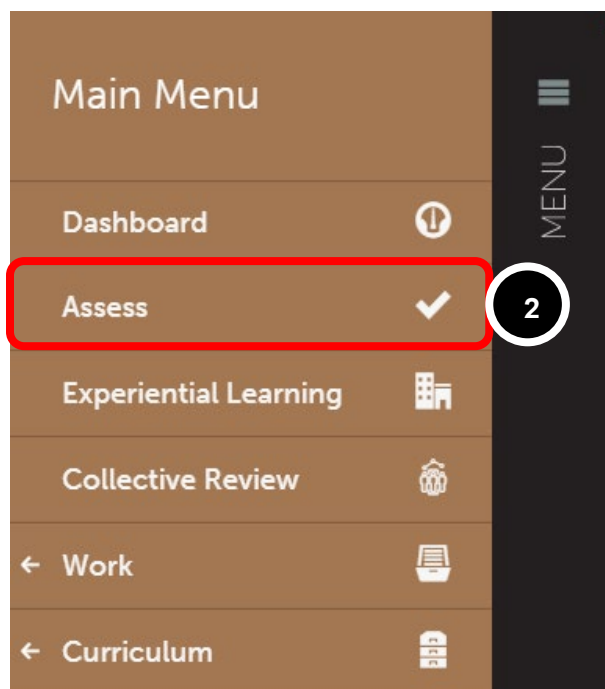 Main Menu
MENU
Dashboard
Assess
2
Experiential Learning
Collective Review
← Work
← Curriculum